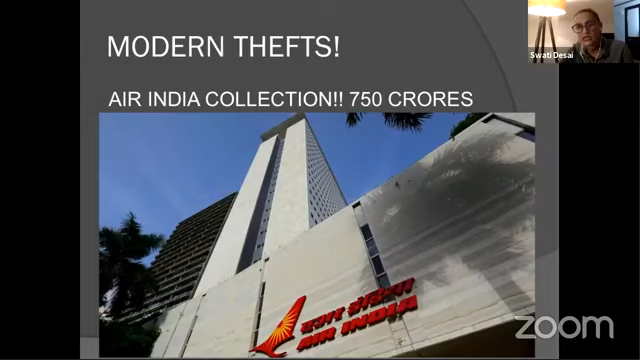 MODERN THEFTS!
AIR INDIA COLLECTION!! 750 CRORES
Swati Desai
एअर इंडिया
AIR INDIA
zoom